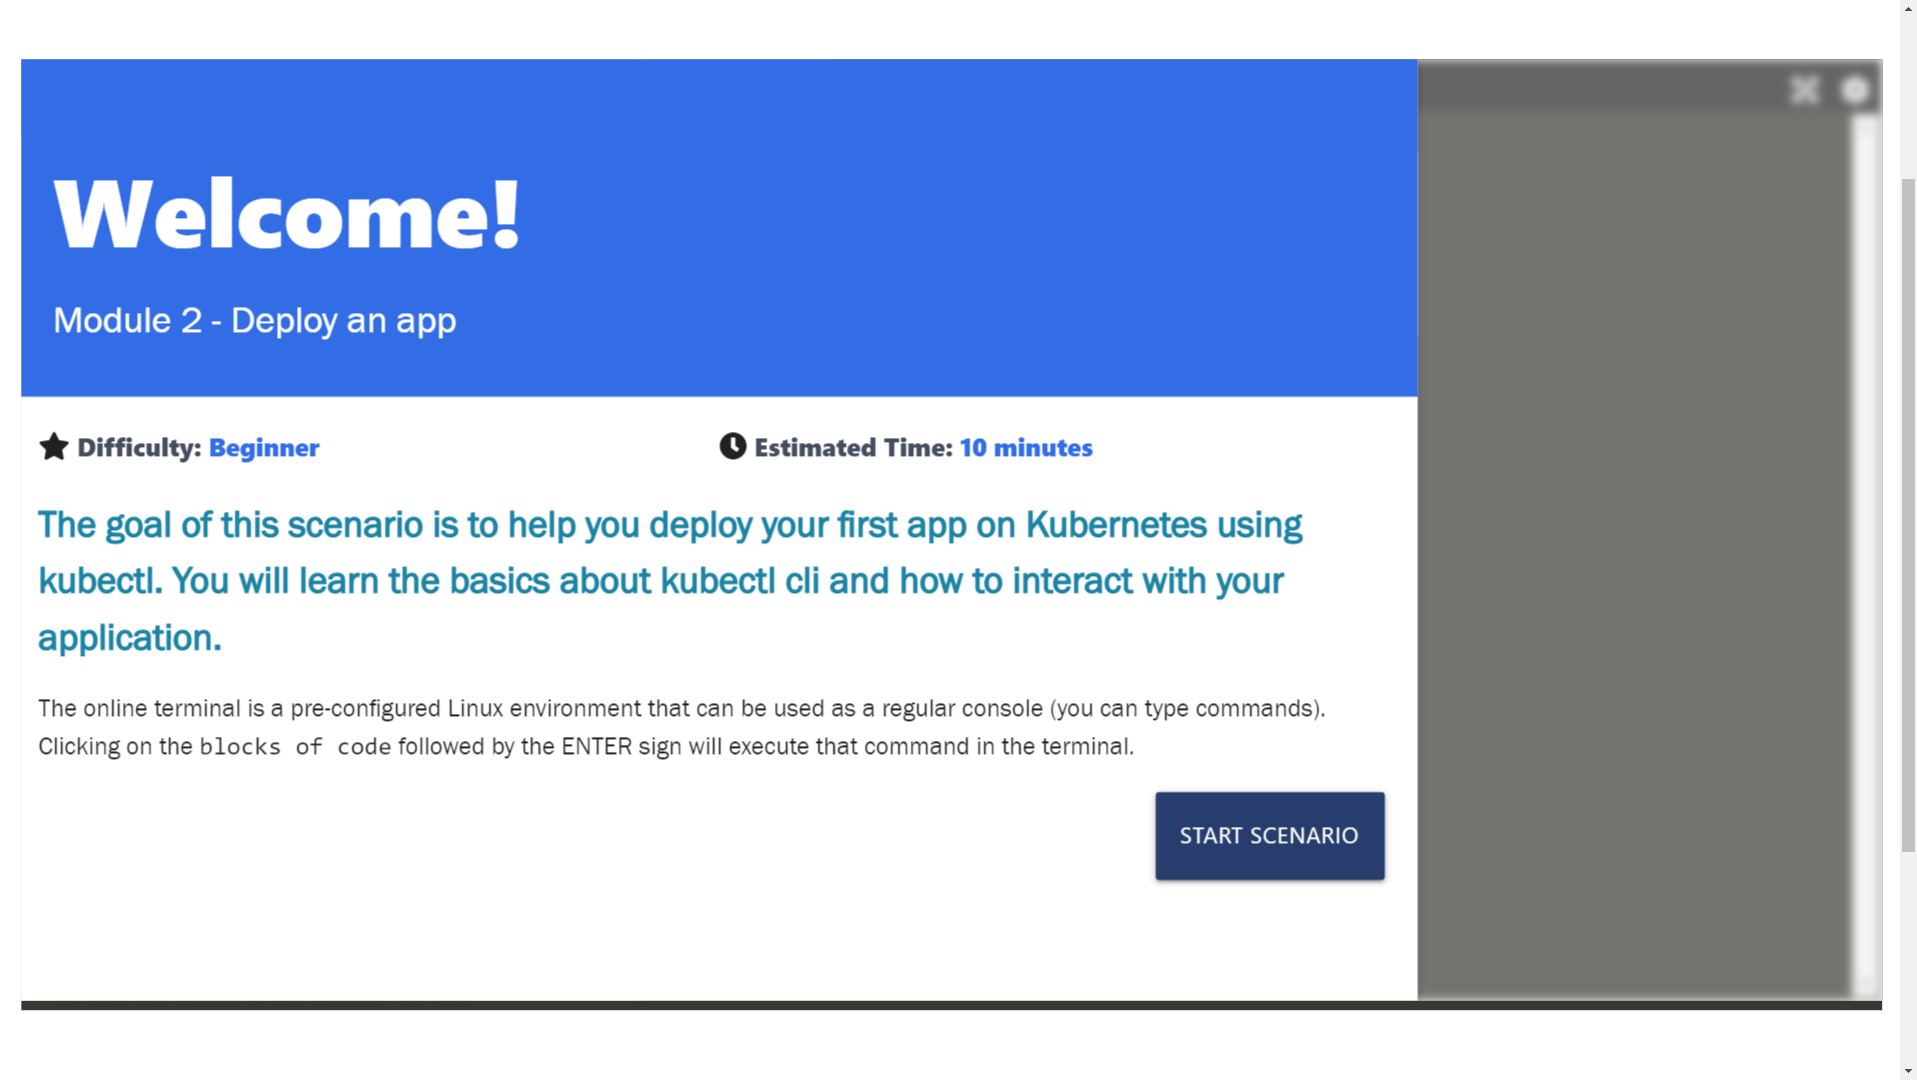 Welcome!
Module 2 - Deploy an app
Difficulty: Beginner
Estimated Time: 10 minutes
The goal of this scenario is to help you deploy your first app on Kubernetes using
kubectl. You will learn the basics about kubectl cli and how to interact with your
application.
The online terminal is a pre-configured Linux environment that can be used as a regular console (you can type commands).
Clicking on the blocks of code followed by the ENTER sign will execute that command in the terminal.
START SCENARIO